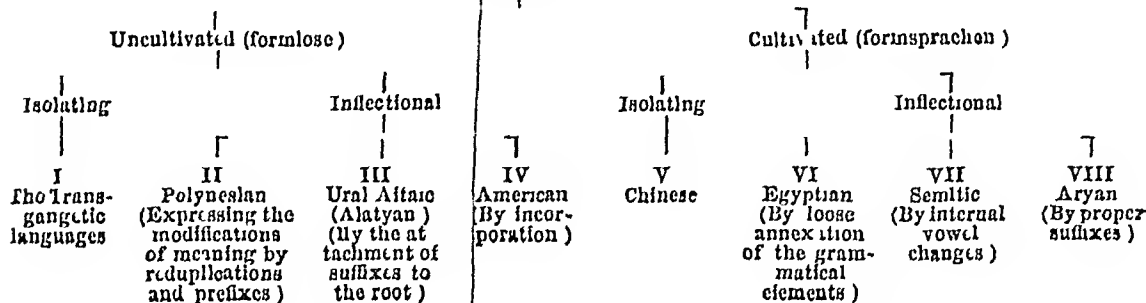 Uncultivated (formlose)
Cultivated (formsprachen)
Isolating
Inflectional
Isolating
Inflectional
I
The Trans-
gangetic
languages
II
Polynesian
(Expressing the
modifications
of meaning by
reduplications
and prefixes)
III
Ural Altaic
(Alatyan)
(By the at
tachment of
suffixes to
the root)
IV
American
(By incor-
poration)
V
Chinese
VI
Egyptian
(By loose
annexation
of the gram-
matical
elements)
VII
Semitic
(By internal
vowel
changes)
VIII
Aryan
(By proper
suffixes)